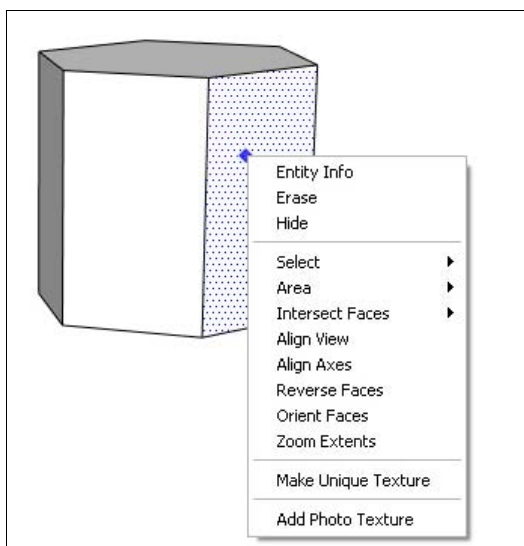 Entity Info
Erase
Hide
Select
Area
Intersect Faces
Align View
Align Axes
Reverse Faces
Orient Faces
Zoom Extents
Make Unique Texture
Add Photo Texture